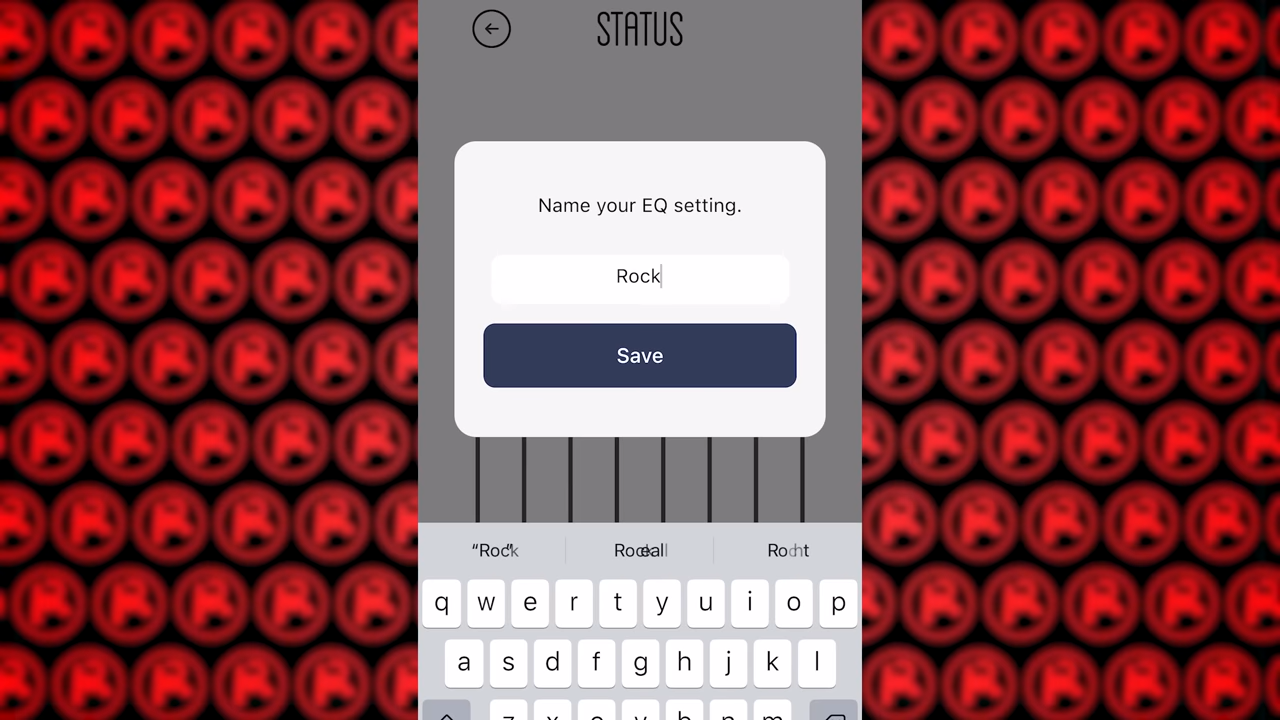 STATUS
Name your EQ setting.
Rock
Save
q w e r t y u i o p
a s d f g h j k l
z x c v b n m